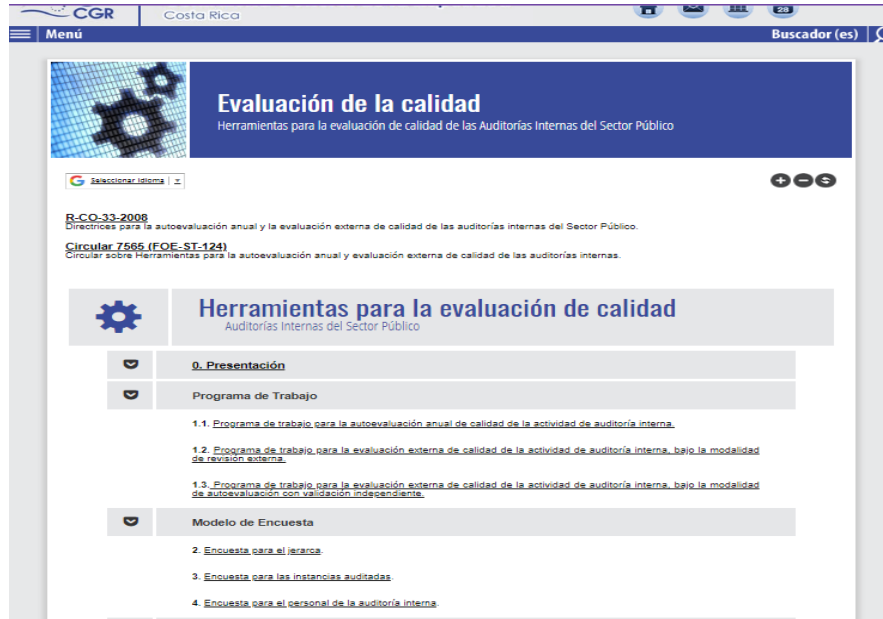 CGR
Costa Rica
28
Menú
Buscador (es)
Evaluación de la calidad
Herramientas para la evaluación de calidad de las Auditorías Internas del Sector Público
Seleccionar idioma
R-CO-33-2008
Directrices para la autoevaluación anual y la evaluación externa de calidad de las auditorías internas del Sector Público.
Circular 7565 (FOE-ST-124)
Circular sobre Herramientas para la autoevaluación anual y evaluación externa de calidad de las auditorías internas.
Herramientas para la evaluación de calidad
Auditorías Internas del Sector Público
0. Presentación
Programa de Trabajo
1.1. Programa de trabajo para la autoevaluación anual de calidad de la actividad de auditoría interna.
1.2. Programa de trabajo para la evaluación externa de calidad de la actividad de auditoría interna, bajo la modalidad
de revisión externa.
1.3. Programa de trabajo para la evaluación externa de calidad de la actividad de auditoría interna, bajo la modalidad
de autoevaluación con validación independiente.
Modelo de Encuesta
2. Encuesta para el jerarca.
3. Encuesta para las instancias auditadas.
4. Encuesta para el personal de la auditoría interna.